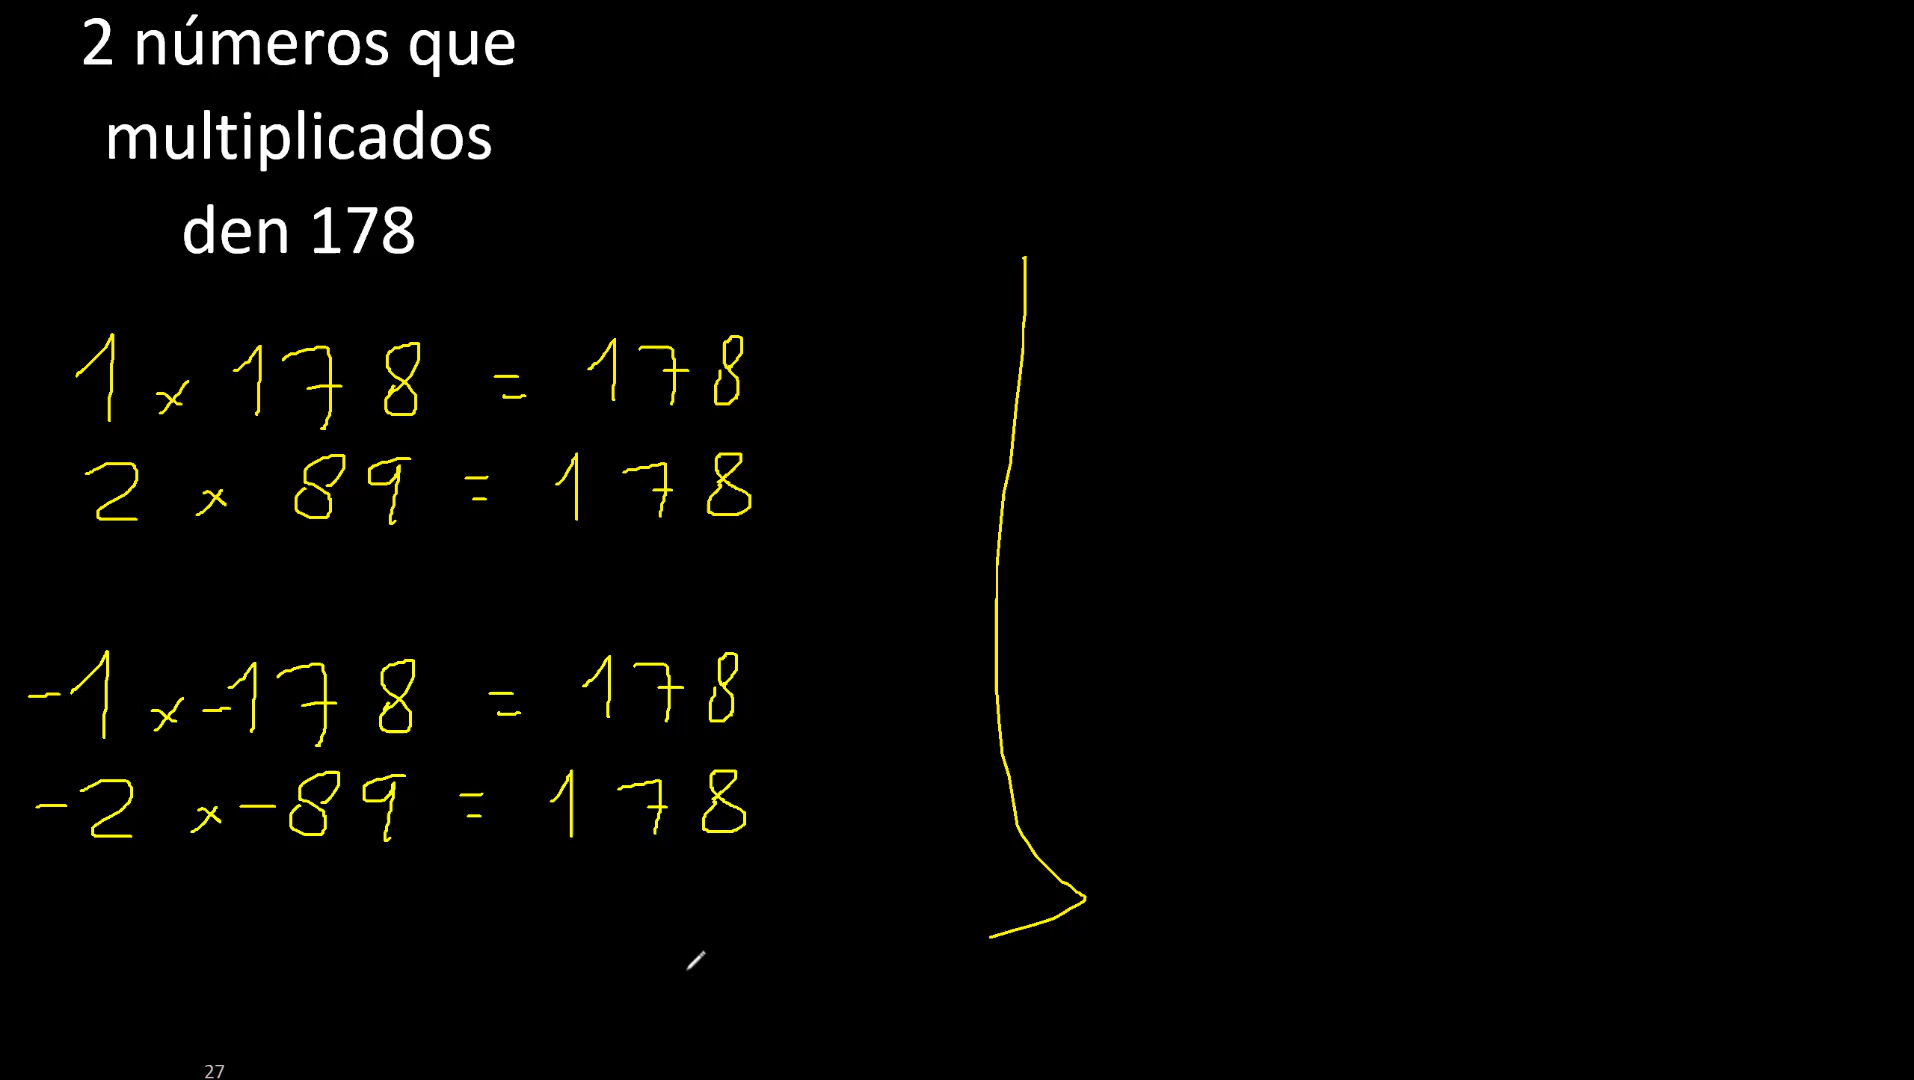 2 números que
multiplicados
den 178
1 x 178 = 178
2 x 89 = 178
-1 x -178 = 178
-2 x -89 = 178
27